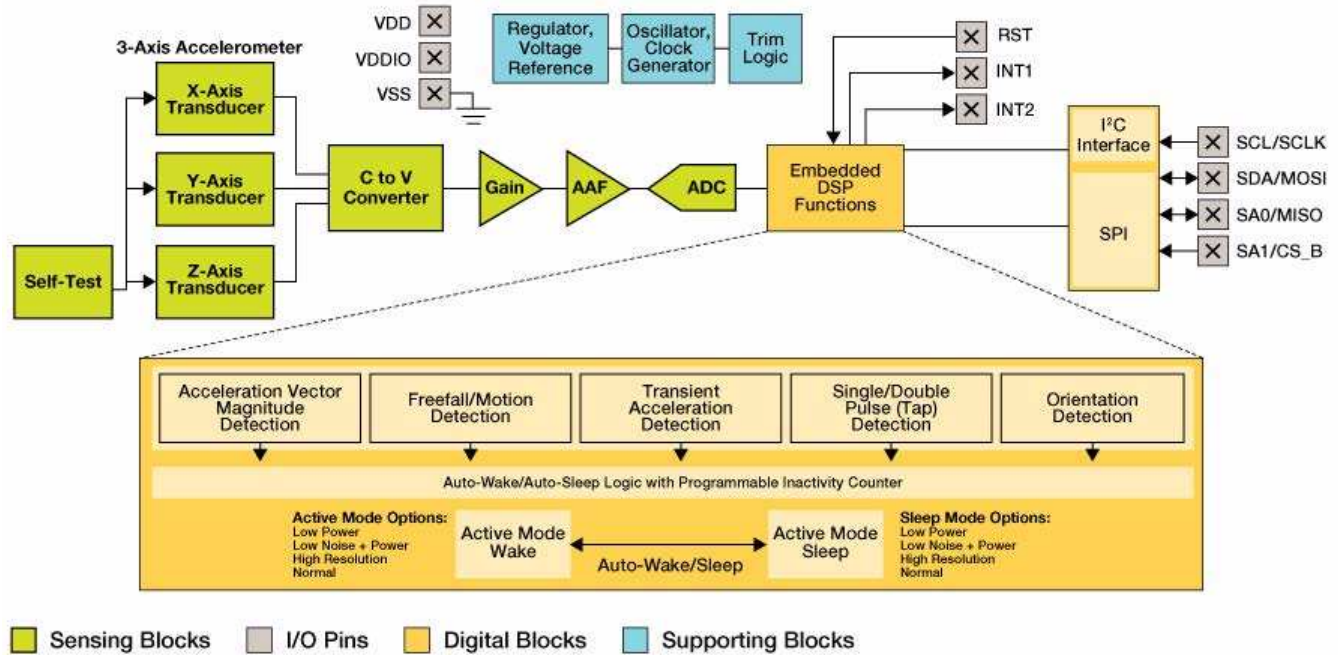 3-Axis Accelerometer
X-Axis
Transducer
Y-Axis
Transducer
Z-Axis
Transducer
Self-Test
VDD
VDDIO
VSS
C to V
Converter
Gain
AAF
ADC
Regulator,
Voltage
Reference
Oscillator,
Clock
Generator
Trim
Logic
RST
INT1
INT2
Embedded
DSP
Functions
I²C
Interface
SPI
SCL/SCLK
SDA/MOSI
SA0/MISO
SA1/CS_B
Acceleration Vector
Magnitude
Detection
Freefall/Motion
Detection
Transient
Acceleration
Detection
Single/Double
Pulse (Tap)
Detection
Orientation
Detection
Auto-Wake/Auto-Sleep Logic with Programmable Inactivity Counter
Active Mode Options:
Low Power
Low Noise + Power
High Resolution
Normal
Active Mode
Wake
Auto-Wake/Sleep
Active Mode
Sleep
Sleep Mode Options:
Low Power
Low Noise + Power
High Resolution
Normal
Sensing Blocks
I/O Pins
Digital Blocks
Supporting Blocks